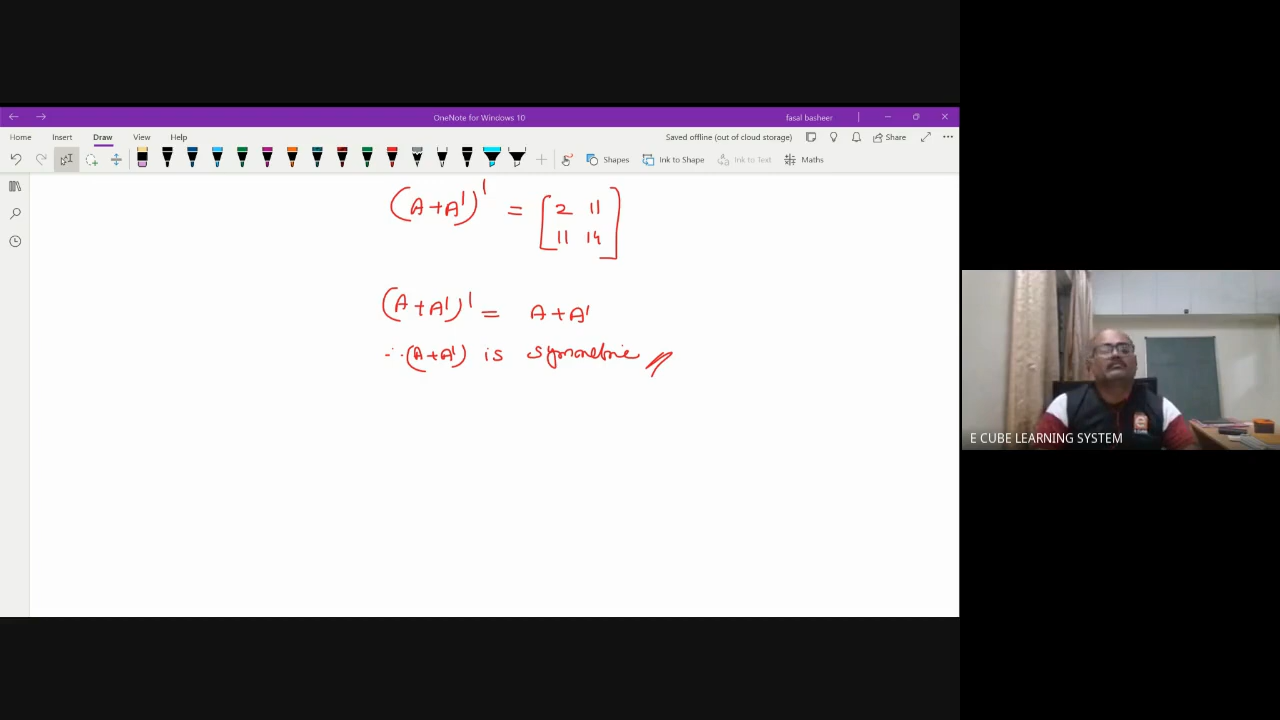 OneNote for Windows 10
fasal basheer
Home Insert Draw View Help
Saved offline (out of cloud storage)
Share
Shapes Ink to Shape Ink to Text Maths
(A+A')' = [2 11
11 14]
(A+A')' = A+A'
∴(A+A') is symmetric
E CUBE LEARNING SYSTEM